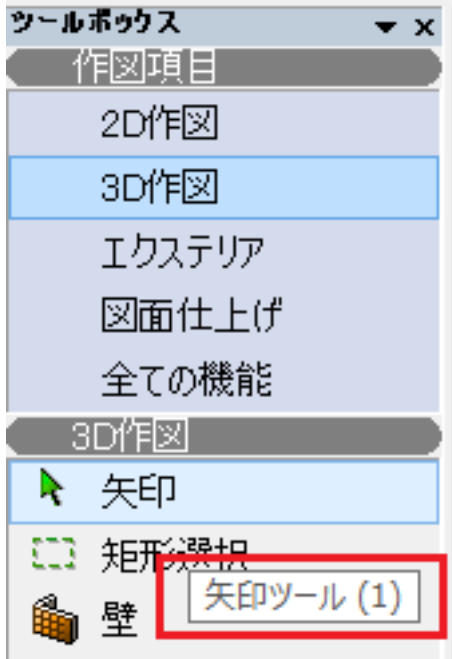 ツールボックス
作図項目
2D作図
3D作図
エクステリア
図面仕上げ
全ての機能
3D作図
矢印
矩形選択
矢印ツール (1)
壁